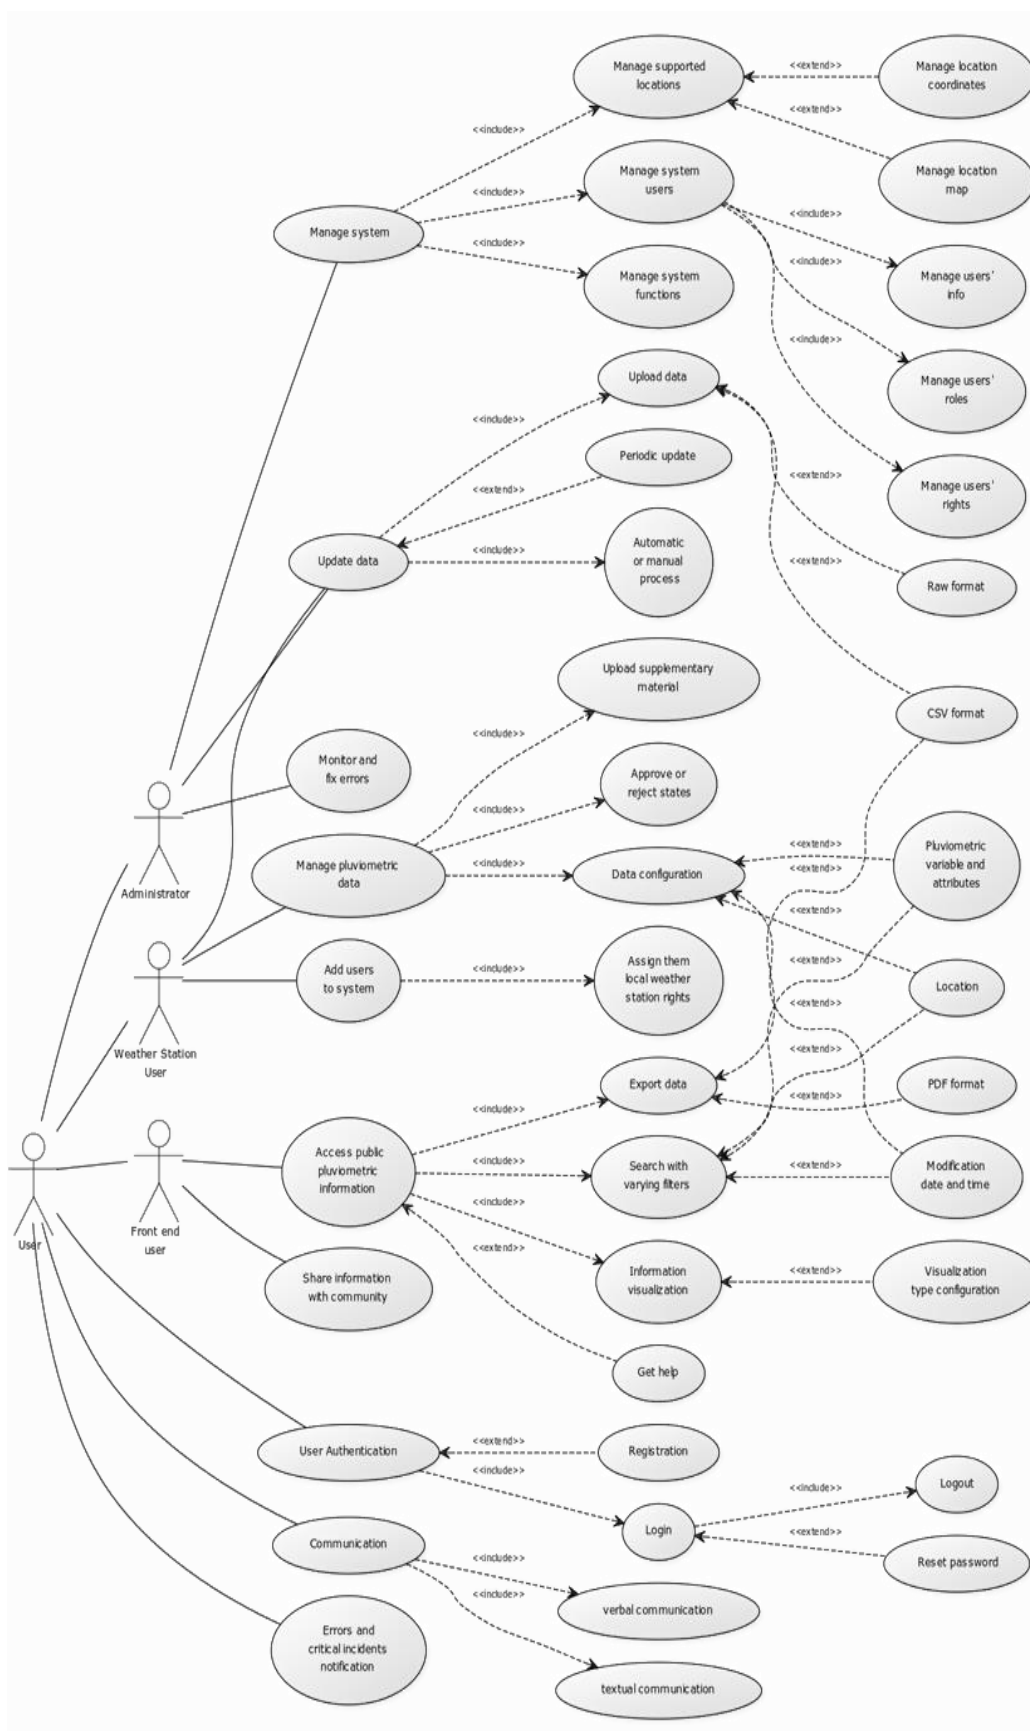 Manage supported
locations
<<extend>>
Manage location
coordinates
<<extend>>
<<include>>
Manage system
users
Manage location
map
<<include>>
<<include>>
Manage system
<<include>>
<<include>>
Manage system
functions
Manage users'
info
<<include>>
Upload data
Manage users'
roles
<<include>>
Periodic update
<<extend>>
<<extend>>
Manage users'
rights
Automatic
or manual
process
<<include>>
Update data
<<extend>>
Raw format
Upload supplementary
material
CSV format
<<include>>
Monitor and
fix errors
Approve or
reject states
<<include>>
Administrator
Manage pluviometric
data
<<include>>
Data configuration
<<extend>>
<<extend>>
Pluviometric
variable and
attributes
<<extend>>
Add users
to system
<<include>>
Assign them
local weather
station rights
<<extend>>
Location
<<extend>>
Weather Station
User
<<extend>>
Export data
<<extend>>
PDF format
<<include>>
Access public
pluviometric
information
<<include>>
Search with
varying filters
<<extend>>
Modification
date and time
<<include>>
User
Front end
user
<<extend>>
Information
visualization
<<extend>>
Visualization
type configuration
Share information
with community
Get help
User Authentication
<<extend>>
Registration
<<include>>
Login
<<include>>
Logout
<<extend>>
Reset password
Communication
<<include>>
<<include>>
verbal communication
Errors and
critical incidents
notification
textual communication